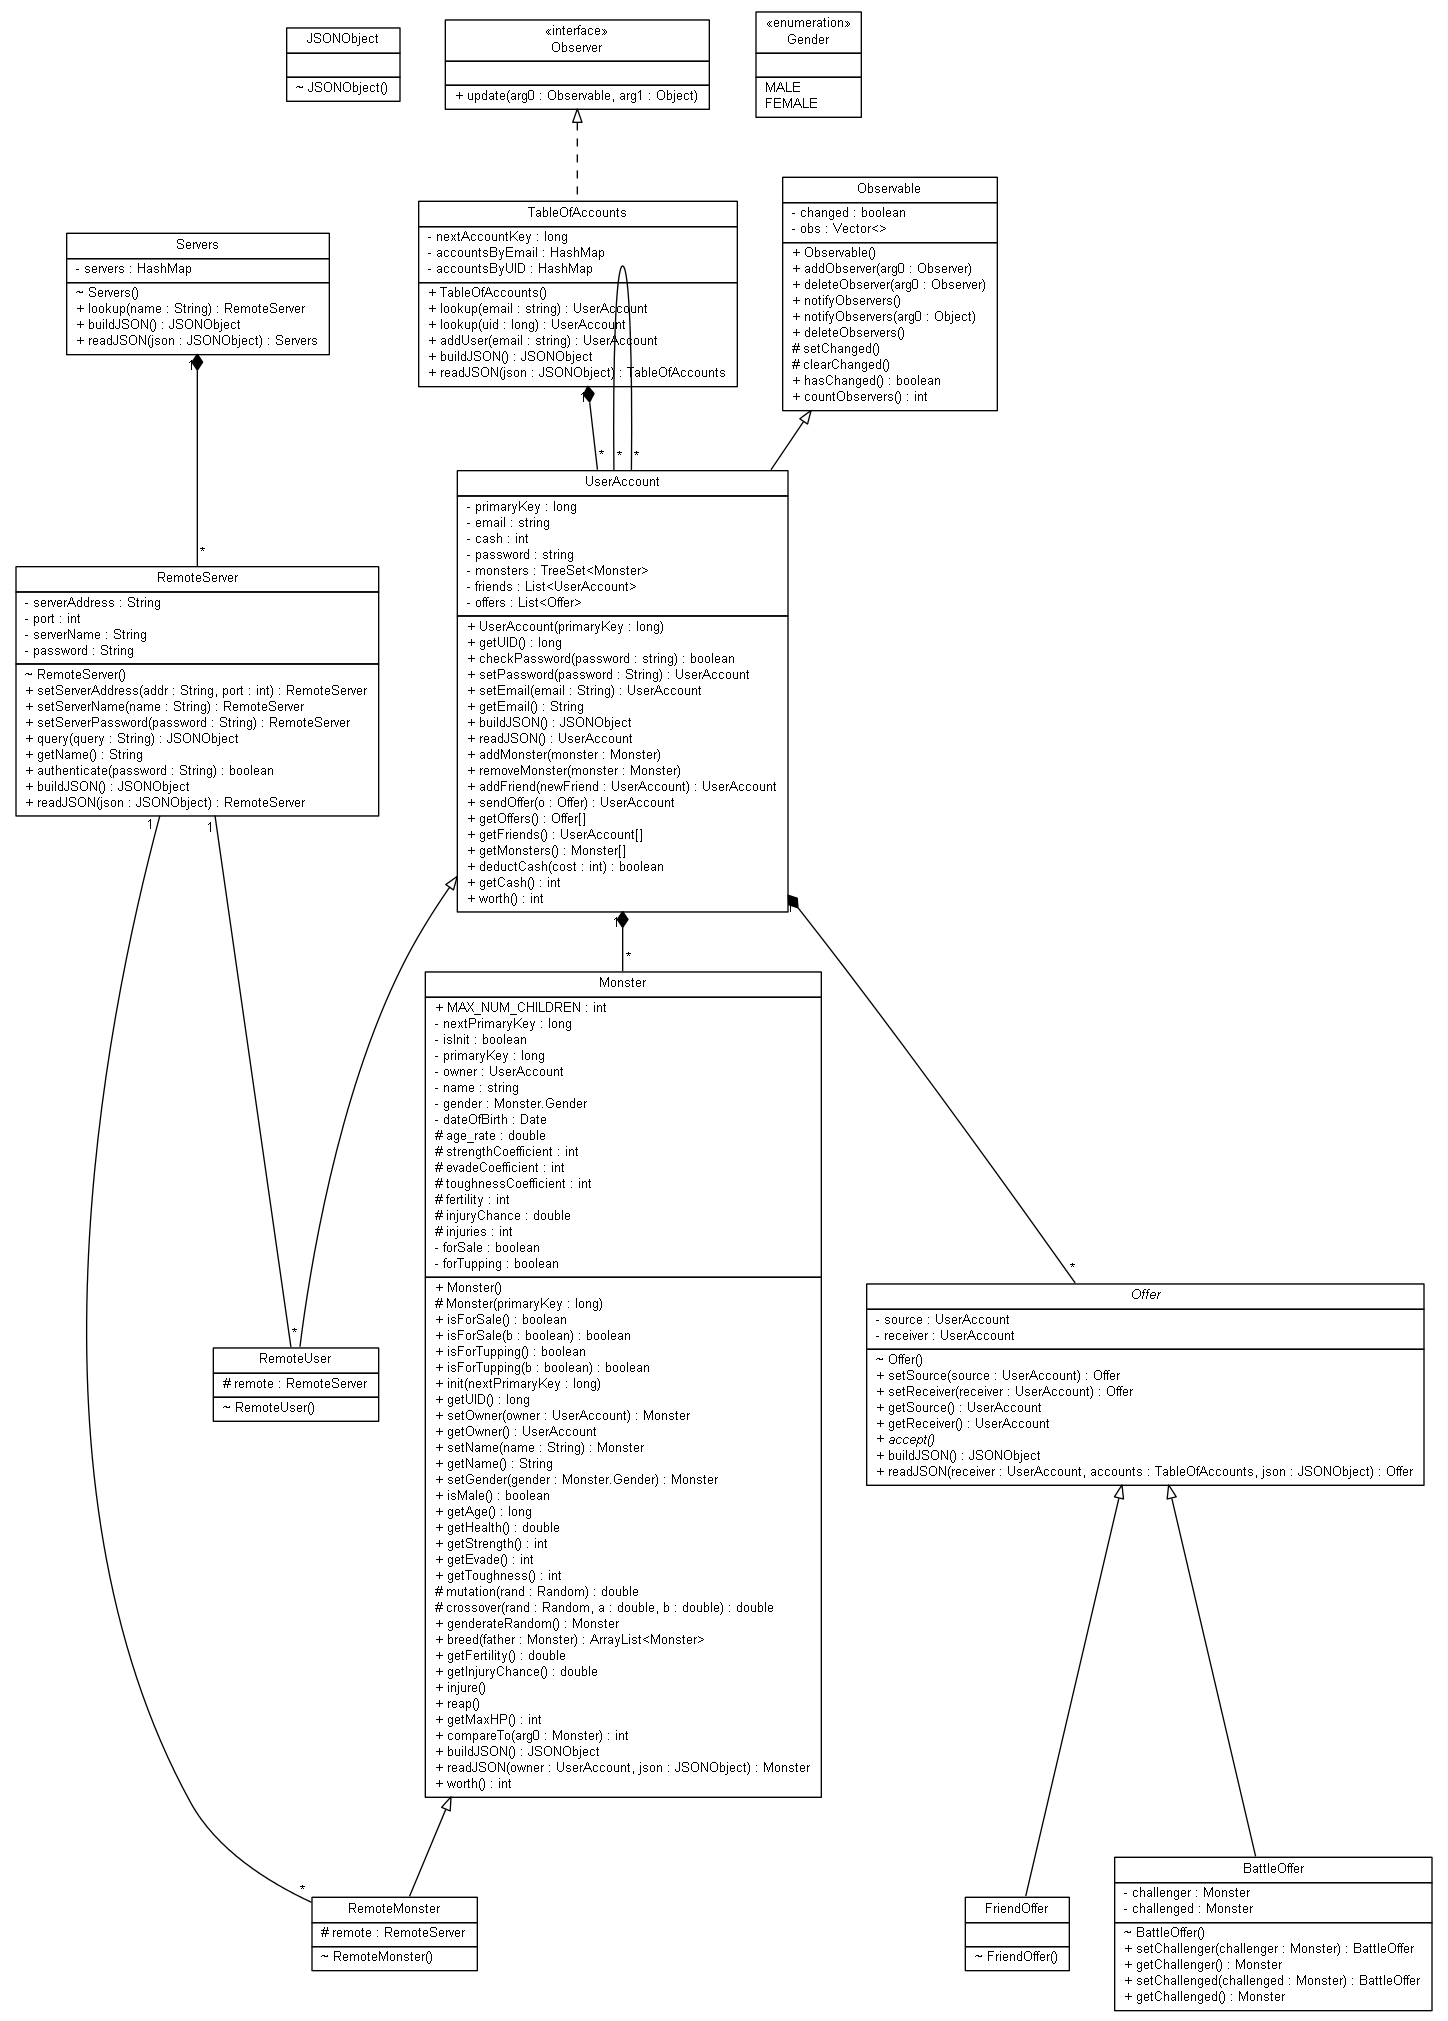 JSONObject
~ JSONObject()
«interface»
Observer
+ update(arg0 : Observable, arg1 : Object)
«enumeration»
Gender
MALE
FEMALE
Observable
- changed : boolean
- obs : Vector<>
+ Observable()
+ addObserver(arg0 : Observer)
+ deleteObserver(arg0 : Observer)
+ notifyObservers()
+ notifyObservers(arg0 : Object)
+ deleteObservers()
# setChanged()
# clearChanged()
+ hasChanged() : boolean
+ countObservers() : int
TableOfAccounts
- nextAccountKey : long
- accountsByEmail : HashMap
- accountsByUID : HashMap
+ TableOfAccounts()
+ lookup(email : string) : UserAccount
+ lookup(uid : long) : UserAccount
+ addUser(email : string) : UserAccount
+ buildJSON() : JSONObject
+ readJSON(json : JSONObject) : TableOfAccounts
1
*
*
*
Servers
- servers : HashMap
~ Servers()
+ lookup(name : String) : RemoteServer
+ buildJSON() : JSONObject
+ readJSON(json : JSONObject) : Servers
1
*
UserAccount
- primaryKey : long
- email : string
- cash : int
- password : string
- monsters : TreeSet<Monster>
- friends : List<UserAccount>
- offers : List<Offer>
+ UserAccount(primaryKey : long)
+ getUID() : long
+ checkPassword(password : string) : boolean
+ setPassword(password : String) : UserAccount
+ setEmail(email : String) : UserAccount
+ getEmail() : String
+ buildJSON() : JSONObject
+ readJSON() : UserAccount
+ addMonster(monster : Monster)
+ removeMonster(monster : Monster)
+ addFriend(newFriend : UserAccount) : UserAccount
+ sendOffer(o : Offer) : UserAccount
+ getOffers() : Offer[]
+ getFriends() : UserAccount[]
+ getMonsters() : Monster[]
+ deductCash(cost : int) : boolean
+ getCash() : int
+ worth() : int
1
*
1
*
RemoteServer
- serverAddress : String
- port : int
- serverName : String
- password : String
~ RemoteServer()
+ setServerAddress(addr : String, port : int) : RemoteServer
+ setServerName(name : String) : RemoteServer
+ setServerPassword(password : String) : RemoteServer
+ query(query : String) : JSONObject
+ getName() : String
+ authenticate(password : String) : boolean
+ buildJSON() : JSONObject
+ readJSON(json : JSONObject) : RemoteServer
1
1
*
*
Monster
+ MAX_NUM_CHILDREN : int
- nextPrimaryKey : long
- isInit : boolean
- primaryKey : long
- owner : UserAccount
- name : string
- gender : Monster.Gender
- dateOfBirth : Date
# age_rate : double
# strengthCoefficient : int
# evadeCoefficient : int
# toughnessCoefficient : int
# fertility : int
# injuryChance : double
# injuries : int
- forSale : boolean
- forTupping : boolean
+ Monster()
# Monster(primaryKey : long)
+ isForSale() : boolean
+ isForSale(b : boolean) : boolean
+ isForTupping() : boolean
+ isForTupping(b : boolean) : boolean
+ init(nextPrimaryKey : long)
+ getUID() : long
+ setOwner(owner : UserAccount) : Monster
+ getOwner() : UserAccount
+ setName(name : String) : Monster
+ getName() : String
+ setGender(gender : Monster.Gender) : Monster
+ isMale() : boolean
+ getAge() : long
+ getHealth() : double
+ getStrength() : int
+ getEvade() : int
+ getToughness() : int
# mutation(rand : Random) : double
# crossover(rand : Random, a : double, b : double) : double
+ genderateRandom() : Monster
+ breed(father : Monster) : ArrayList<Monster>
+ getFertility() : double
+ getInjuryChance() : double
+ injure()
+ reap()
+ getMaxHP() : int
+ compareTo(arg0 : Monster) : int
+ buildJSON() : JSONObject
+ readJSON(owner : UserAccount, json : JSONObject) : Monster
+ worth() : int
RemoteUser
# remote : RemoteServer
~ RemoteUser()
Offer
- source : UserAccount
- receiver : UserAccount
~ Offer()
+ setSource(source : UserAccount) : Offer
+ setReceiver(receiver : UserAccount) : Offer
+ getSource() : UserAccount
+ getReceiver() : UserAccount
+ accept()
+ buildJSON() : JSONObject
+ readJSON(receiver : UserAccount, accounts : TableOfAccounts, json : JSONObject) : Offer
RemoteMonster
# remote : RemoteServer
~ RemoteMonster()
FriendOffer
~ FriendOffer()
BattleOffer
- challenger : Monster
- challenged : Monster
~ BattleOffer()
+ setChallenger(challenger : Monster) : BattleOffer
+ getChallenger() : Monster
+ setChallenged(challenged : Monster) : BattleOffer
+ getChallenged() : Monster